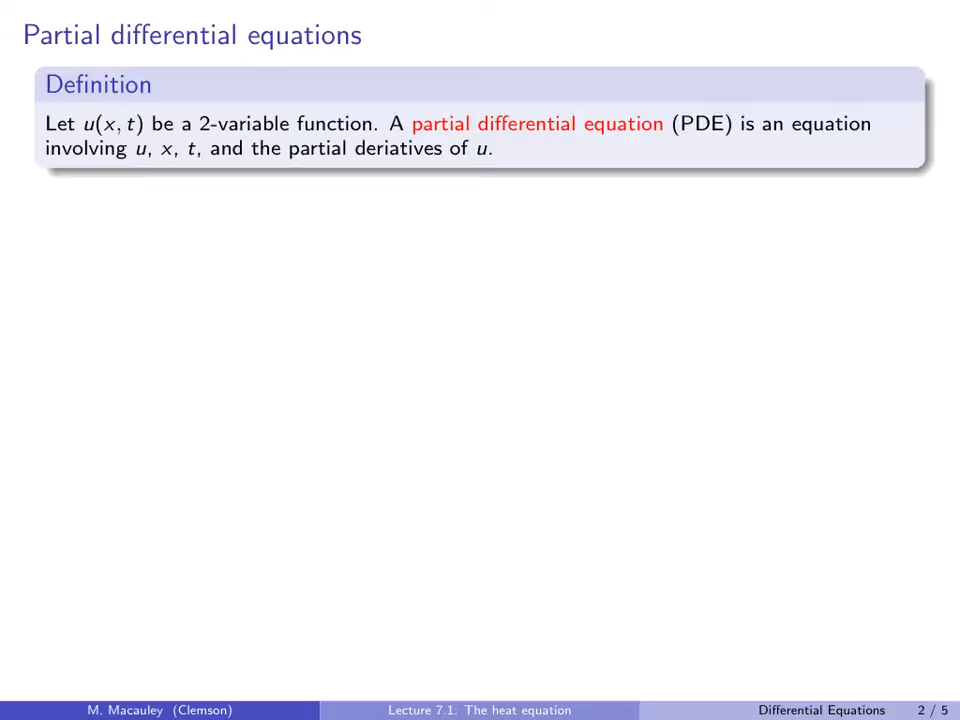 Partial differential equations
Definition
Let u(x, t) be a 2-variable function. A partial differential equation (PDE) is an equation
involving u, x, t, and the partial deriatives of u.
M. Macauley (Clemson)
Lecture 7.1: The heat equation
Differential Equations
2 / 5